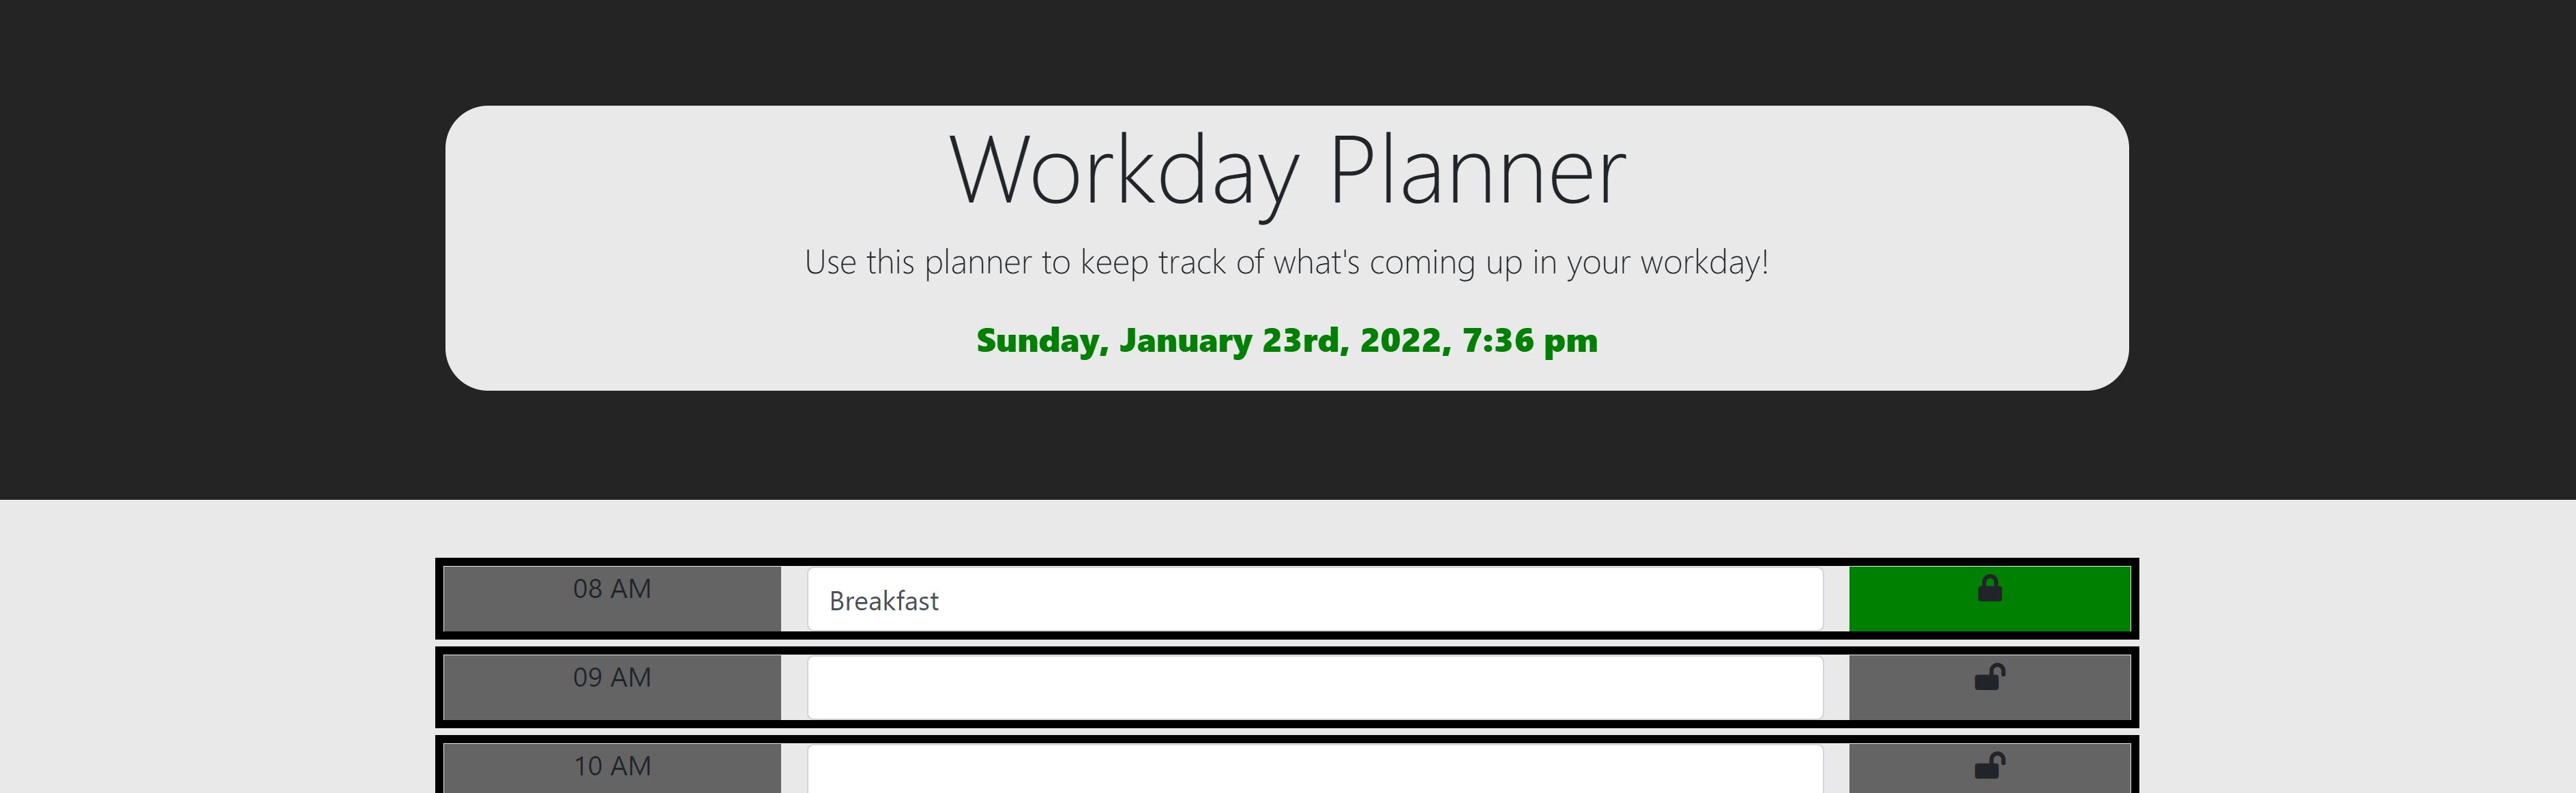 Workday Planner
Use this planner to keep track of what's coming up in your workday!
Sunday, January 23rd, 2022, 7:36 pm
08 AM
Breakfast
09 AM
10 AM